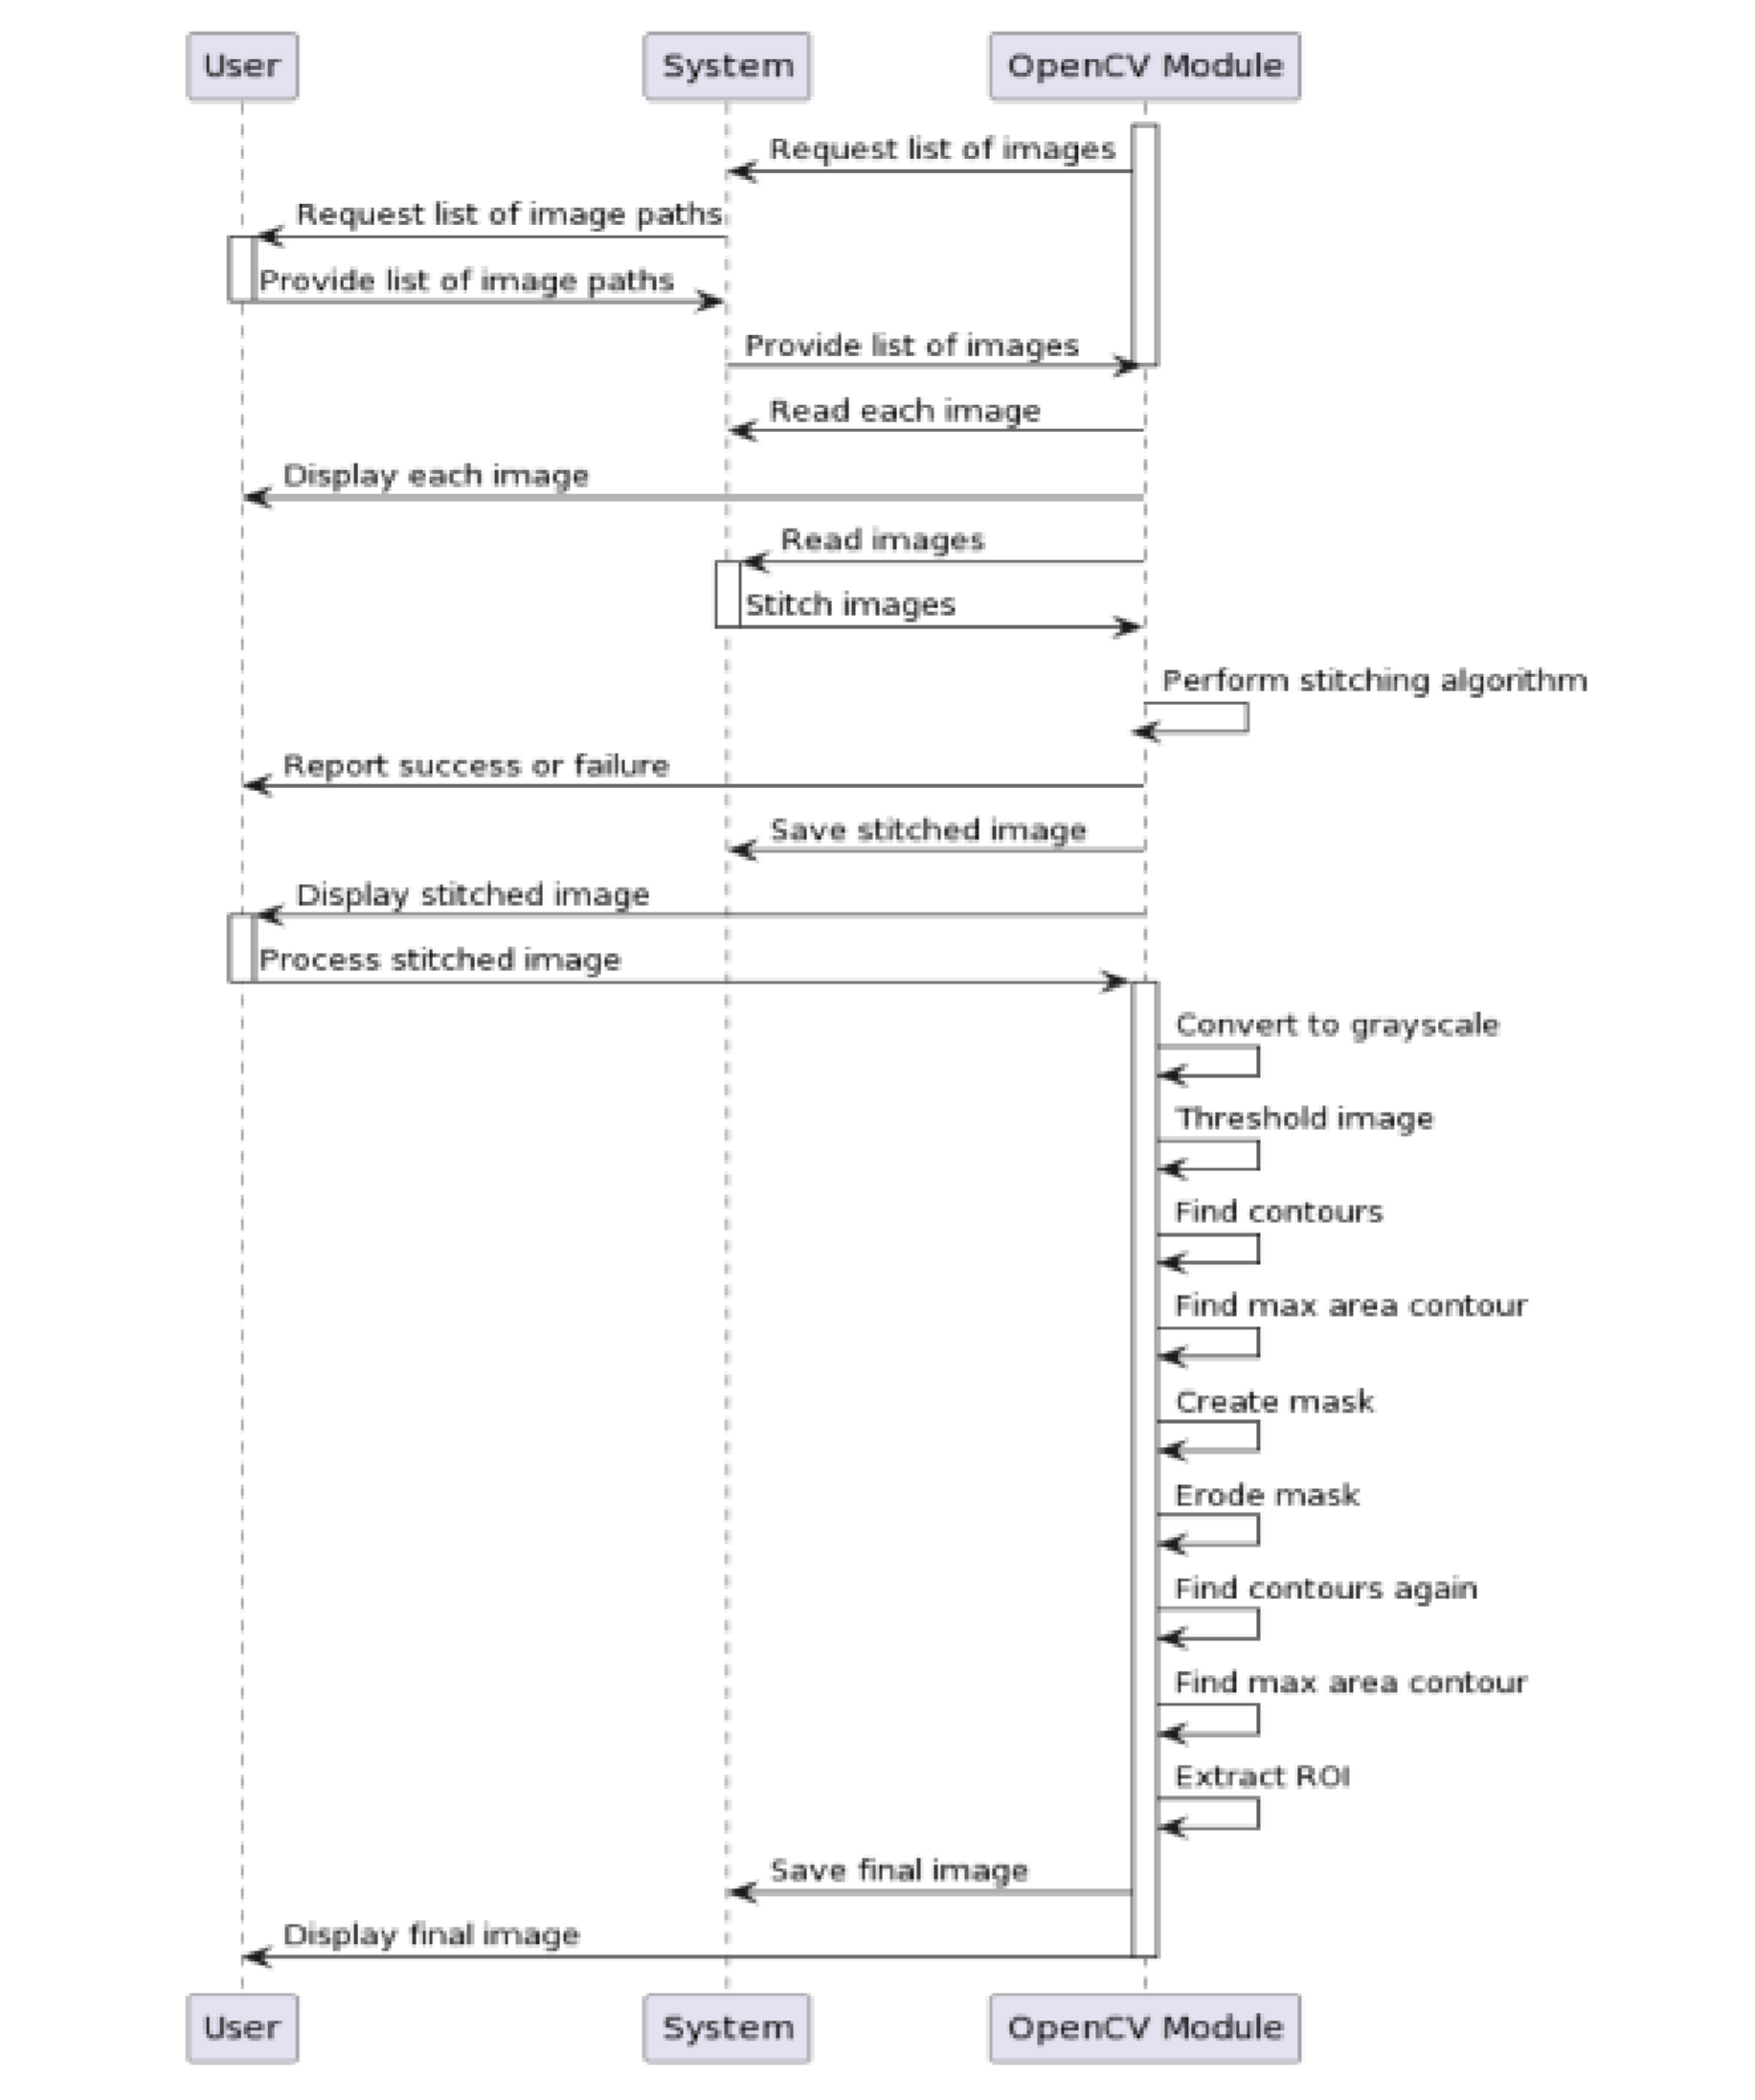 User
System
OpenCV Module
Request list of images
Request list of image paths
Provide list of image paths
Provide list of images
Read each image
Display each image
Read images
Stitch images
Perform stitching algorithm
Report success or failure
Save stitched image
Display stitched image
Process stitched image
Convert to grayscale
Threshold image
Find contours
Find max area contour
Create mask
Erode mask
Find contours again
Find max area contour
Extract ROI
Save final image
Display final image
User
System
OpenCV Module